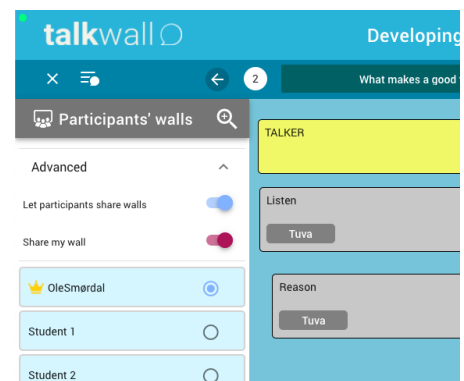 talkwall
Developing
2
What makes a good
Participants' walls
Advanced
Let participants share walls
Share my wall
OleSmørdal
Student 1
Student 2
TALKER
Listen
Tuva
Reason
Tuva